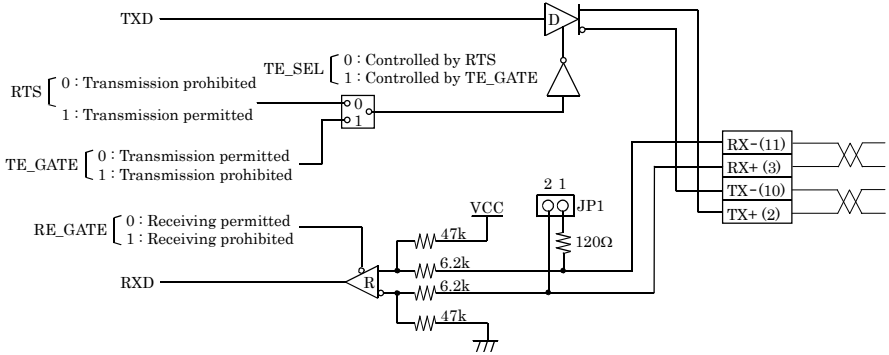 TXD
D
TE_SEL
0 : Controlled by RTS
1 : Controlled by TE_GATE
RTS
0 : Transmission prohibited
1 : Transmission permitted
0
1
TE_GATE
0 : Transmission permitted
1 : Transmission prohibited
RX-(11)
RX+(3)
TX-(10)
TX+(2)
2 1
JP1
120Ω
RE_GATE
0 : Receiving permitted
1 : Receiving prohibited
VCC
47k
6.2k
RXD
R
6.2k
47k